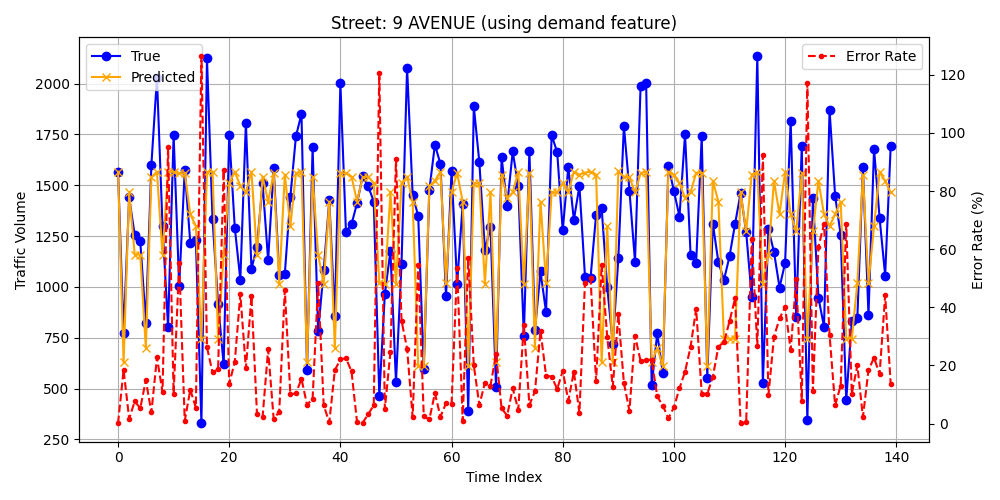 Street: 9 AVENUE (using demand feature)
True
Predicted
Error Rate
2000
1750
1500
1250
1000
750
500
250
Traffic Volume
120
100
80
60
40
20
0
Error Rate (%)
0 20 40 60 80 100 120 140
Time Index